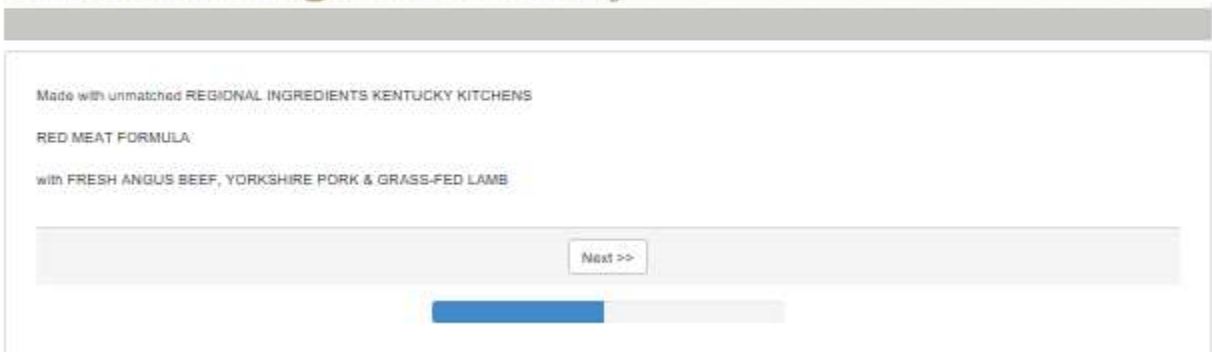 Made with unmatched REGIONAL INGREDIENTS KENTUCKY KITCHENS
RED MEAT FORMULA
with FRESH ANGUS BEEF, YORKSHIRE PORK & GRASS-FED LAMB
Next >>